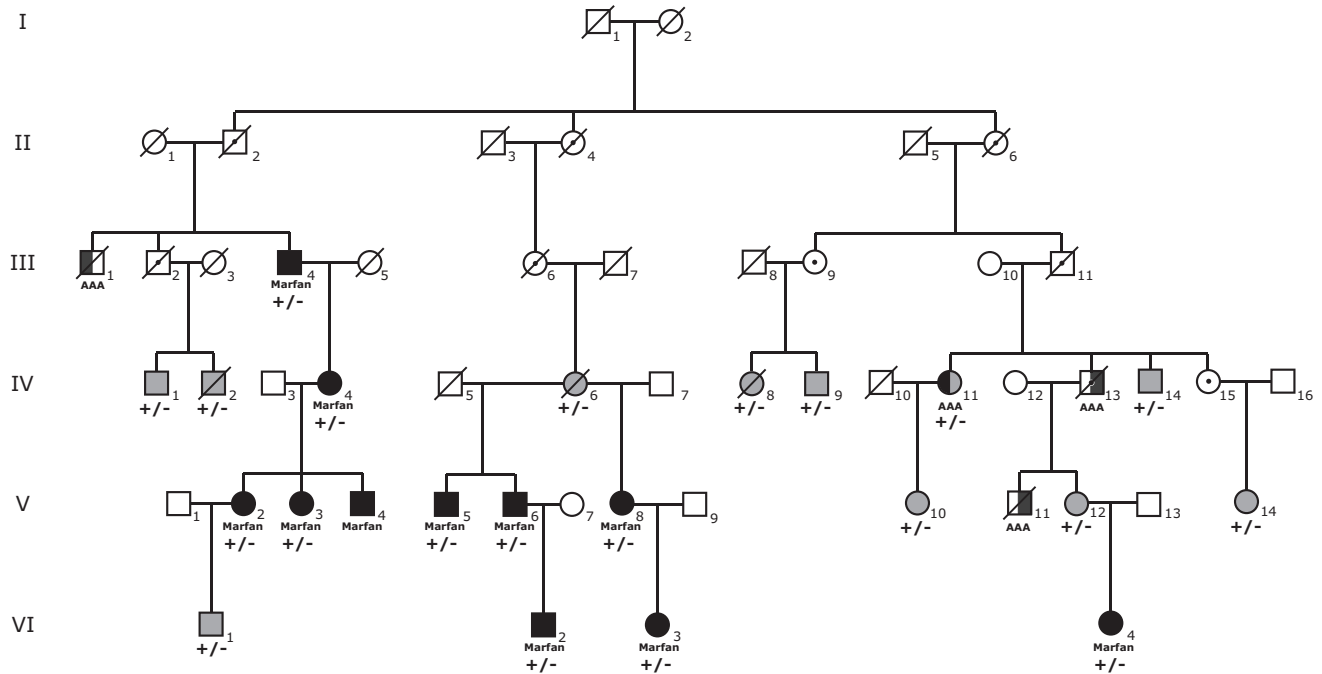 I
1 2
II
1 2 3 4 5 6
III
1 2 3 4 5 6 7 8 9 10 11
AAA Marfan
+/-
IV
1 2 3 4 5 6 7 8 9 10 11 12 13 14 15 16
+/- +/- Marfan +/- +/- +/- AAA AAA +/-
+/- +/-
V
1 2 3 4 5 6 7 8 9 10 11 12 13 14
Marfan Marfan Marfan Marfan Marfan Marfan +/- AAA +/- +/-
+/- +/- +/- +/- +/-
VI
1 2 3 4
+/- Marfan Marfan Marfan
+/- +/- +/-